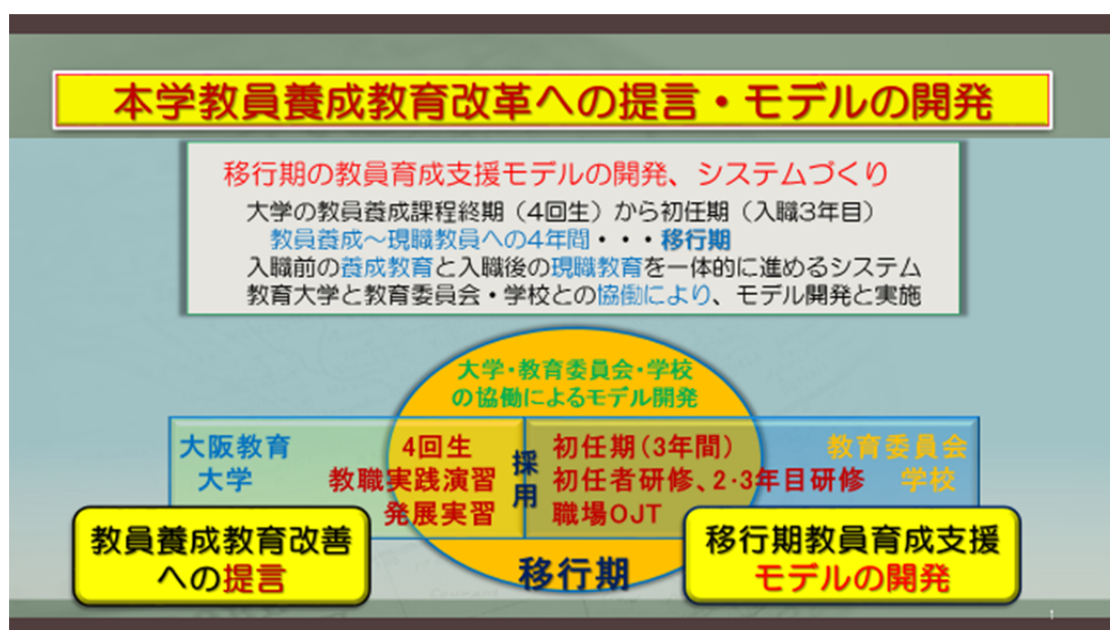 本学教員養成教育改革への提言・モデルの開発
移行期の教員育成支援モデルの開発、システムづくり
大学の教員養成課程終期（4回生）から初任期（入職3年目）
教員養成～現職教員への4年間・・・移行期
入職前の養成教育と入職後の現職教育を一体的に進めるシステム
教育大学と教育委員会・学校との協働により、モデル開発と実施
大学・教育委員会・学校
の協働によるモデル開発
大阪教育
大学
4回生
教職実践演習
発展実習
採
用
初任期(3年間)
初任者研修、2・3年目研修
職場OJT
教育委員会
学校
教員養成教育改善
への提言
移行期
移行期教員育成支援
モデルの開発
1